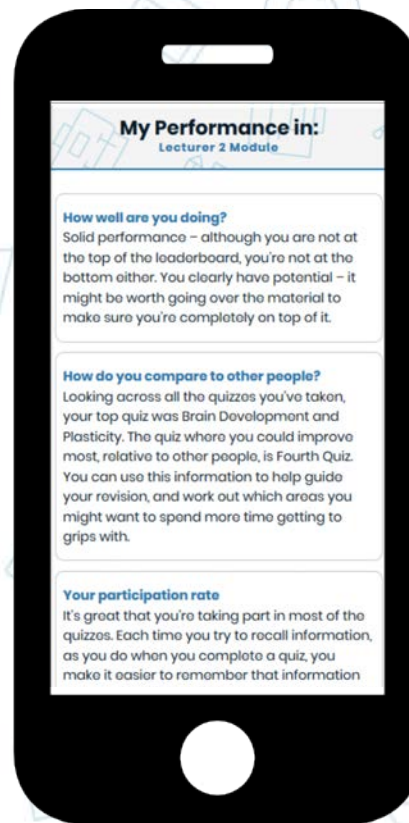 My Performance in:
Lecturer 2 Module
How well are you doing?
Solid performance – although you are not at
the top of the leaderboard, you're not at the
bottom either. You clearly have potential – it
might be worth going over the material to
make sure you're completely on top of it.
How do you compare to other people?
Looking across all the quizzes you've taken,
your top quiz was Brain Development and
Plasticity. The quiz where you could improve
most, relative to other people, is Fourth Quiz.
You can use this information to help guide
your revision, and work out which areas you
might want to spend more time getting to
grips with.
Your participation rate
It's great that you're taking part in most of the
quizzes. Each time you try to recall information,
as you do when you complete a quiz, you
make it easier to remember that information